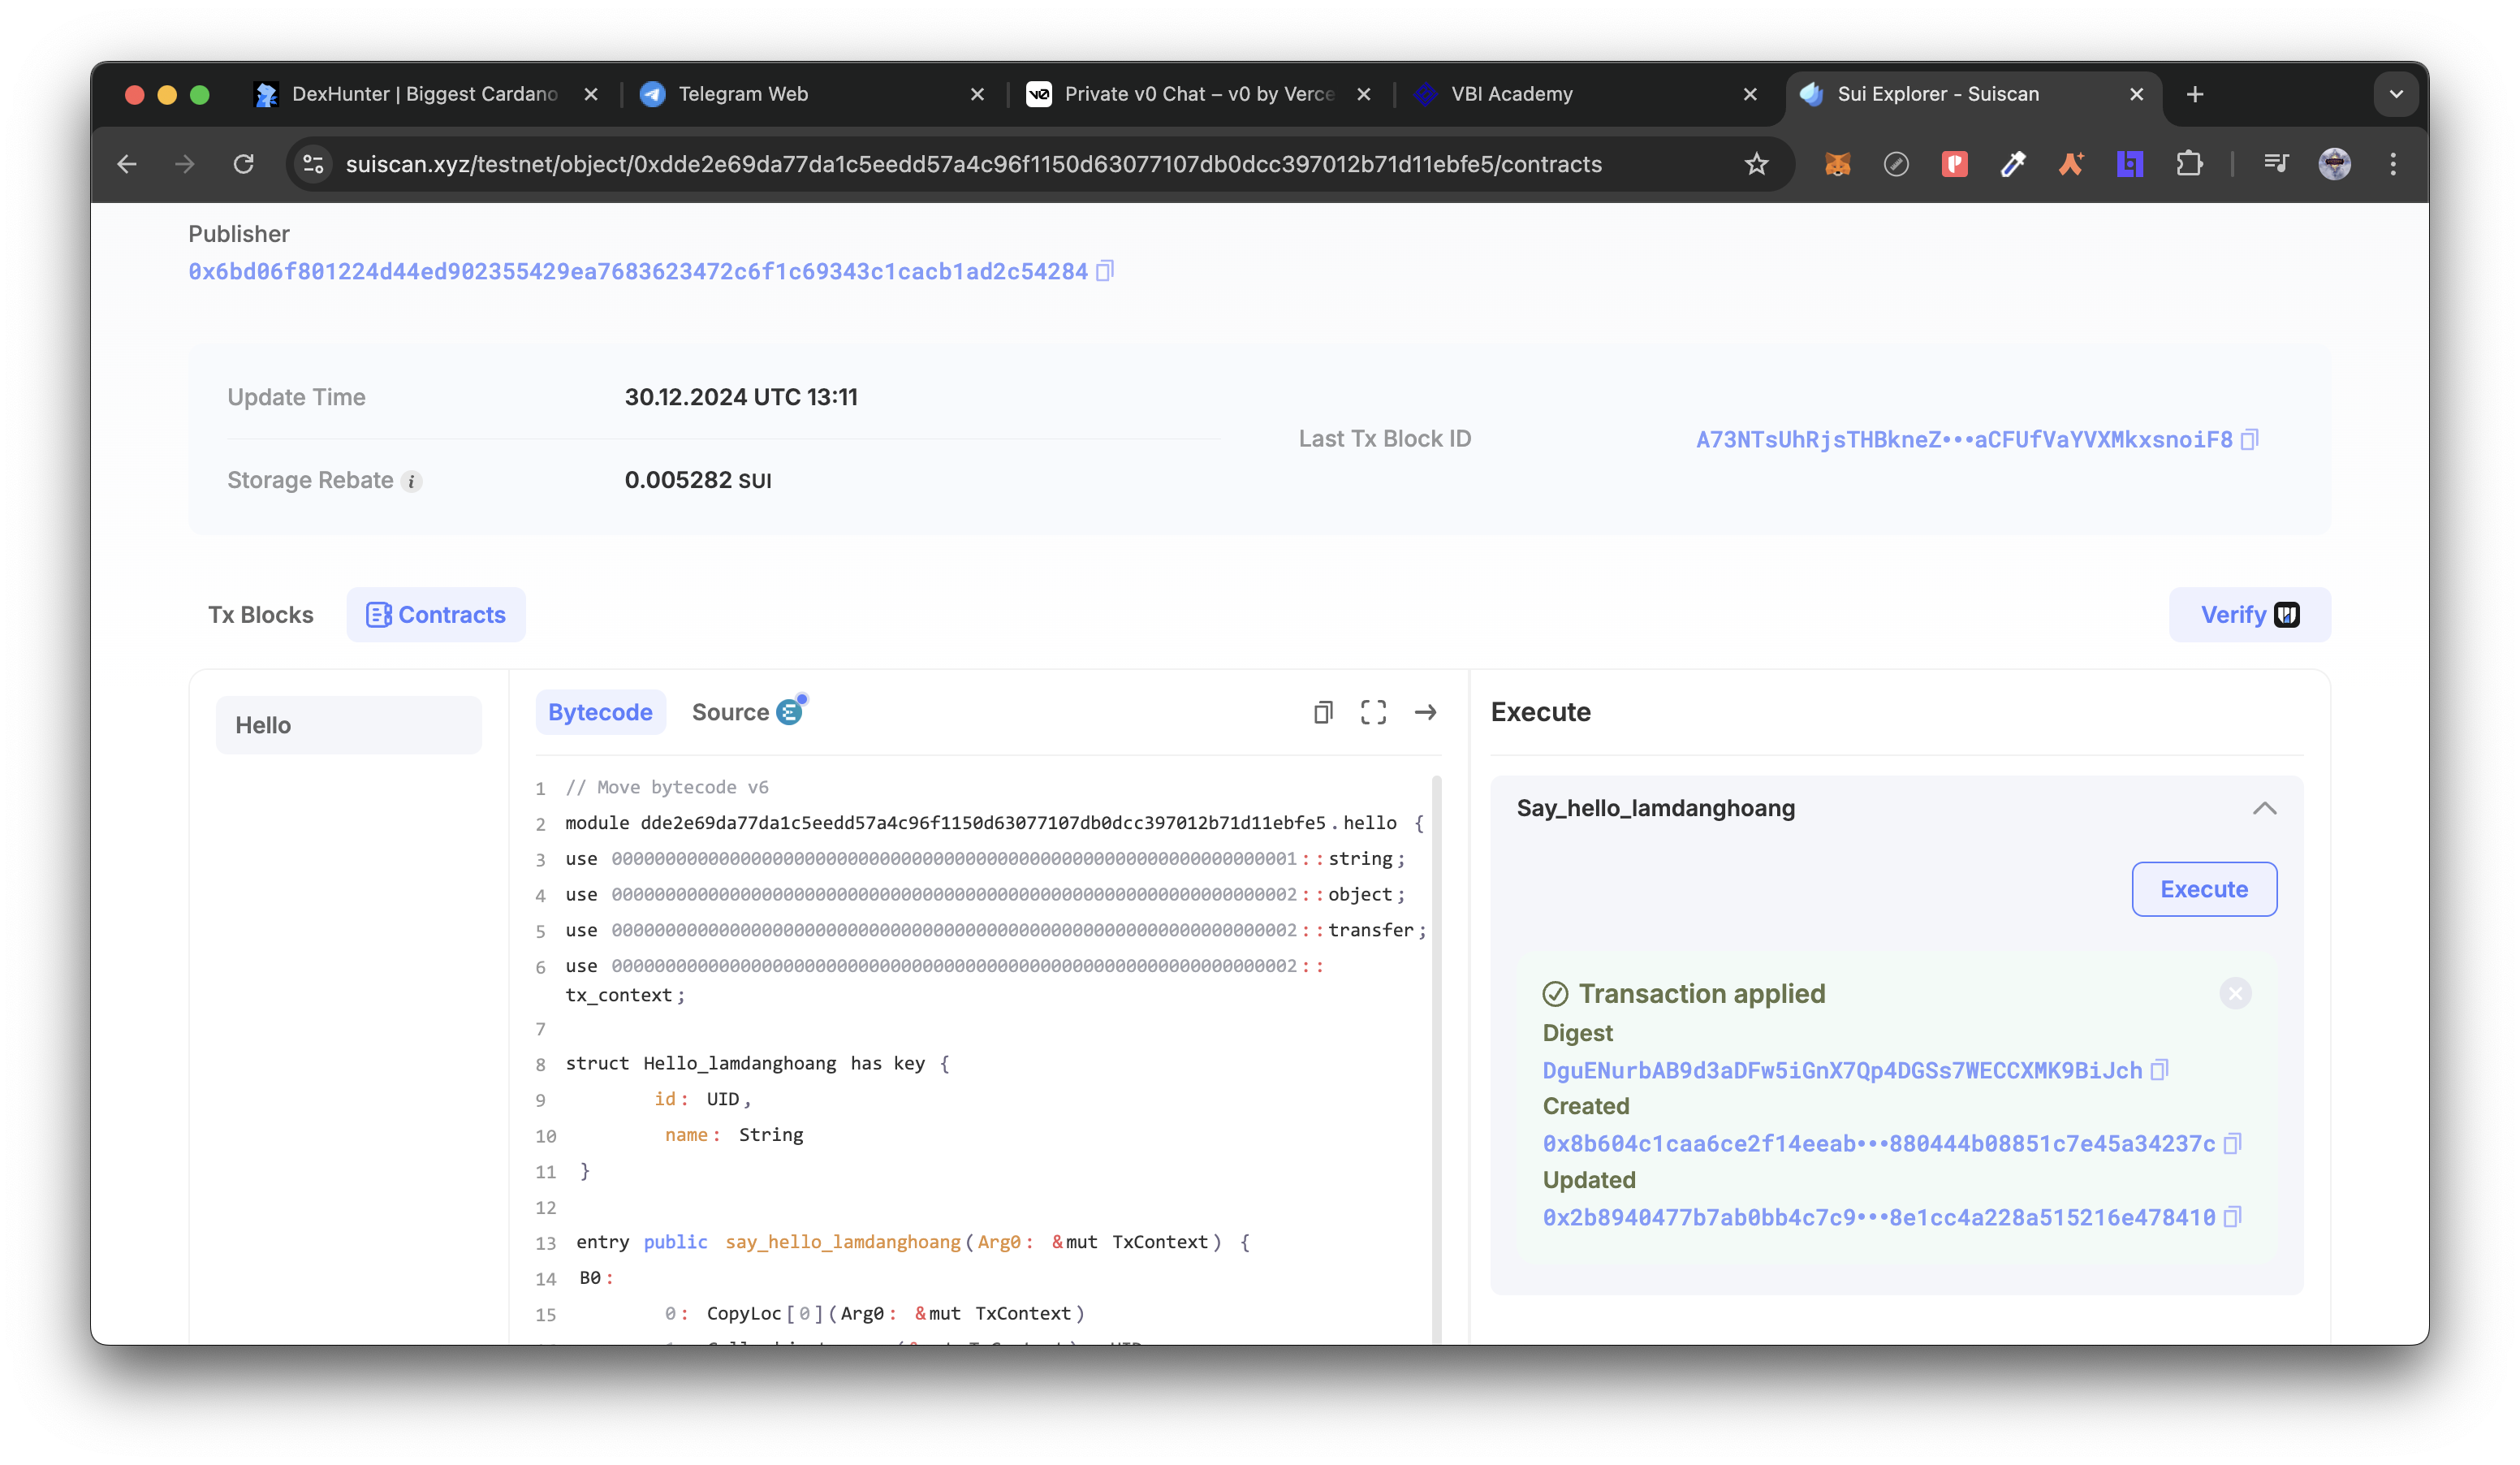 DexHunter | Biggest Cardano
Telegram Web
Private v0 Chat – v0 by Verce
VBI Academy
Sui Explorer - Suiscan
suiscan.xyz/testnet/object/0xdde2e69da77da1c5eedd57a4c96f1150d63077107db0dcc397012b71d11ebfe5/contracts
Publisher
0x6bd06f801224d44ed902355429ea7683623472c6f1c69343c1cacb1ad2c54284
Update Time
30.12.2024 UTC 13:11
Storage Rebate i
0.005282 SUI
Last Tx Block ID
A73NTsUhRjsTHBkneZ•••aCFUfVaYVXMkxsnoiF8
Tx Blocks
Contracts
Verify
Hello
Bytecode
Source
1 // Move bytecode v6
2 module dde2e69da77da1c5eedd57a4c96f1150d63077107db0dcc397012b71d11ebfe5.hello {
3 use 0000000000000000000000000000000000000000000000000000000000000001::string;
4 use 0000000000000000000000000000000000000000000000000000000000000002::object;
5 use 0000000000000000000000000000000000000000000000000000000000000002::transfer;
6 use 0000000000000000000000000000000000000000000000000000000000000002::
tx_context;
7
8 struct Hello_lamdanghoang has key {
9 id: UID,
10 name: String
11 }
12
13 entry public say_hello_lamdanghoang(Arg0: &mut TxContext) {
14 B0:
15 0: CopyLoc[0](Arg0: &mut TxContext)
Execute
Say_hello_lamdanghoang
Execute
Transaction applied
Digest
DguENurbAB9d3aDFw5iGnX7Qp4DGSs7WECCXMK9BiJch
Created
0x8b604c1caa6ce2f14eeab•••880444b08851c7e45a34237c
Updated
0x2b8940477b7ab0bb4c7c9•••8e1cc4a228a515216e478410